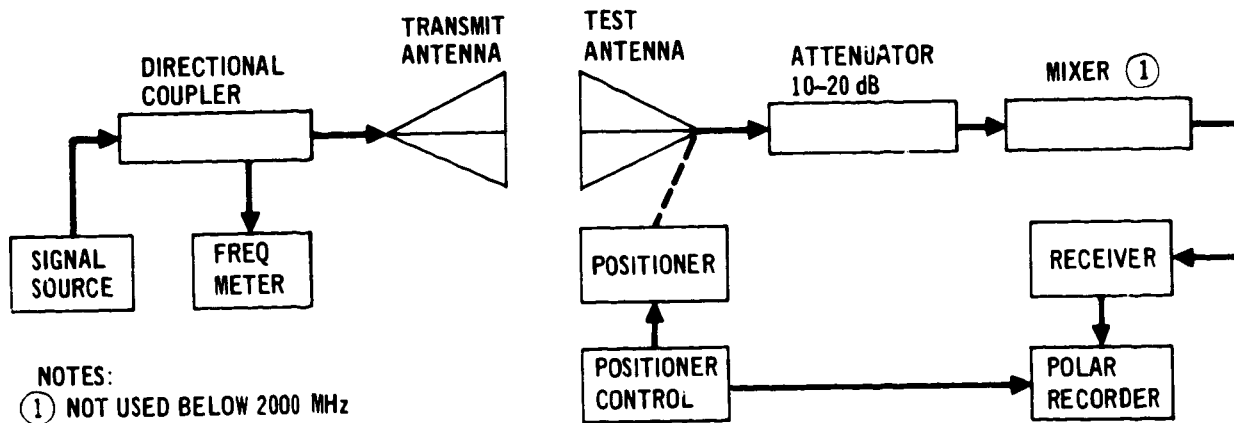 DIRECTIONAL
COUPLER
TRANSMIT
ANTENNA
TEST
ANTENNA
ATTENUATOR
10~20 dB
MIXER ①
SIGNAL
SOURCE
FREQ
METER
POSITIONER
RECEIVER
POSITIONER
CONTROL
POLAR
RECORDER
NOTES:
① NOT USED BELOW 2000 MHz